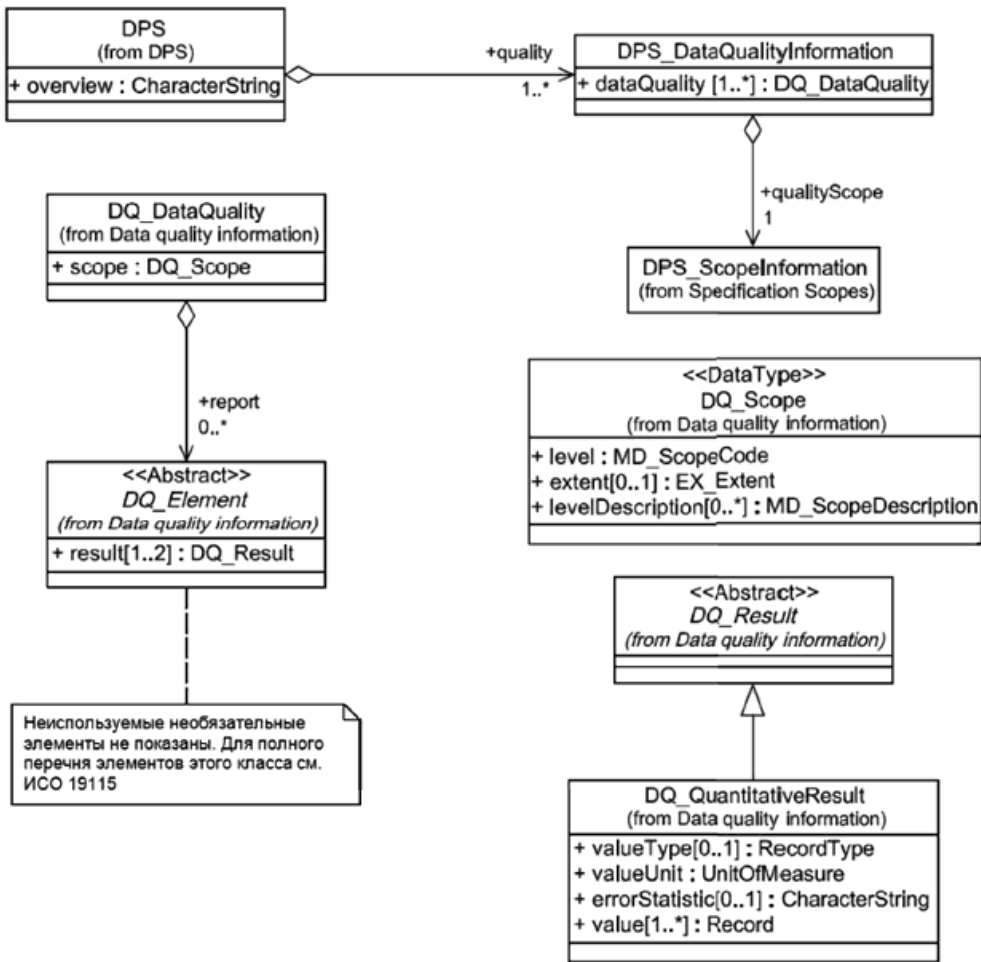 DPS
(from DPS)
+ overview : CharacterString
+quality
1..*
DPS_DataQualityInformation
+ dataQuality [1..*] : DQ_DataQuality
+qualityScope
1
DPS_ScopeInformation
(from Specification Scopes)
DQ_DataQuality
(from Data quality information)
+ scope : DQ_Scope
+report
0..*
<<Abstract>>
DQ_Element
(from Data quality information)
+ result[1..2] : DQ_Result
Неиспользуемые необязательные
элементы не показаны. Для полного
перечня элементов этого класса см.
ИСО 19115
<<DataType>>
DQ_Scope
(from Data quality information)
+ level : MD_ScopeCode
+ extent[0..1] : EX_Extent
+ levelDescription[0..*] : MD_ScopeDescription
<<Abstract>>
DQ_Result
(from Data quality information)
DQ_QuantitativeResult
(from Data quality information)
+ valueType[0..1] : RecordType
+ valueUnit : UnitOfMeasure
+ errorStatistic[0..1] : CharacterString
+ value[1..*] : Record